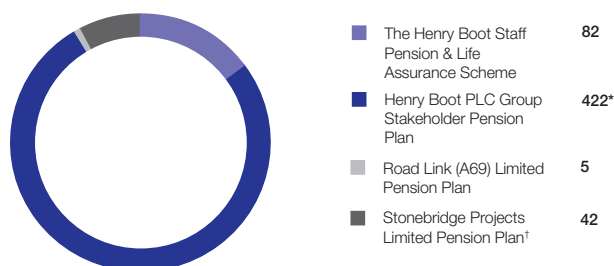 The Henry Boot Staff 82
Pension & Life
Assurance Scheme
Henry Boot PLC Group 422*
Stakeholder Pension
Plan
Road Link (A69) Limited 5
Pension Plan
Stonebridge Projects 42
Limited Pension Plan†